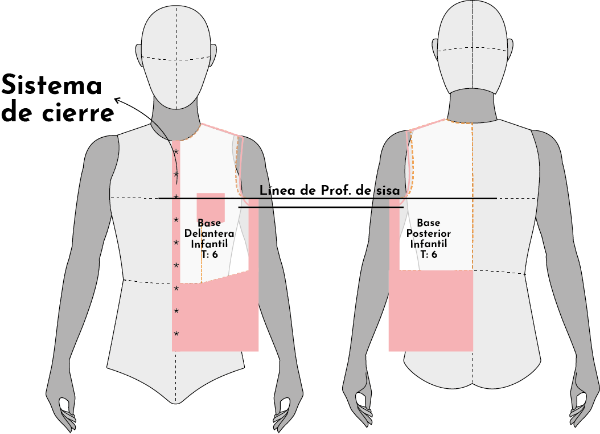 Sistema
de cierre
Línea de Prof. de sisa
Base
Delantera
Infantil
T: 6
Base
Posterior
Infantil
T: 6